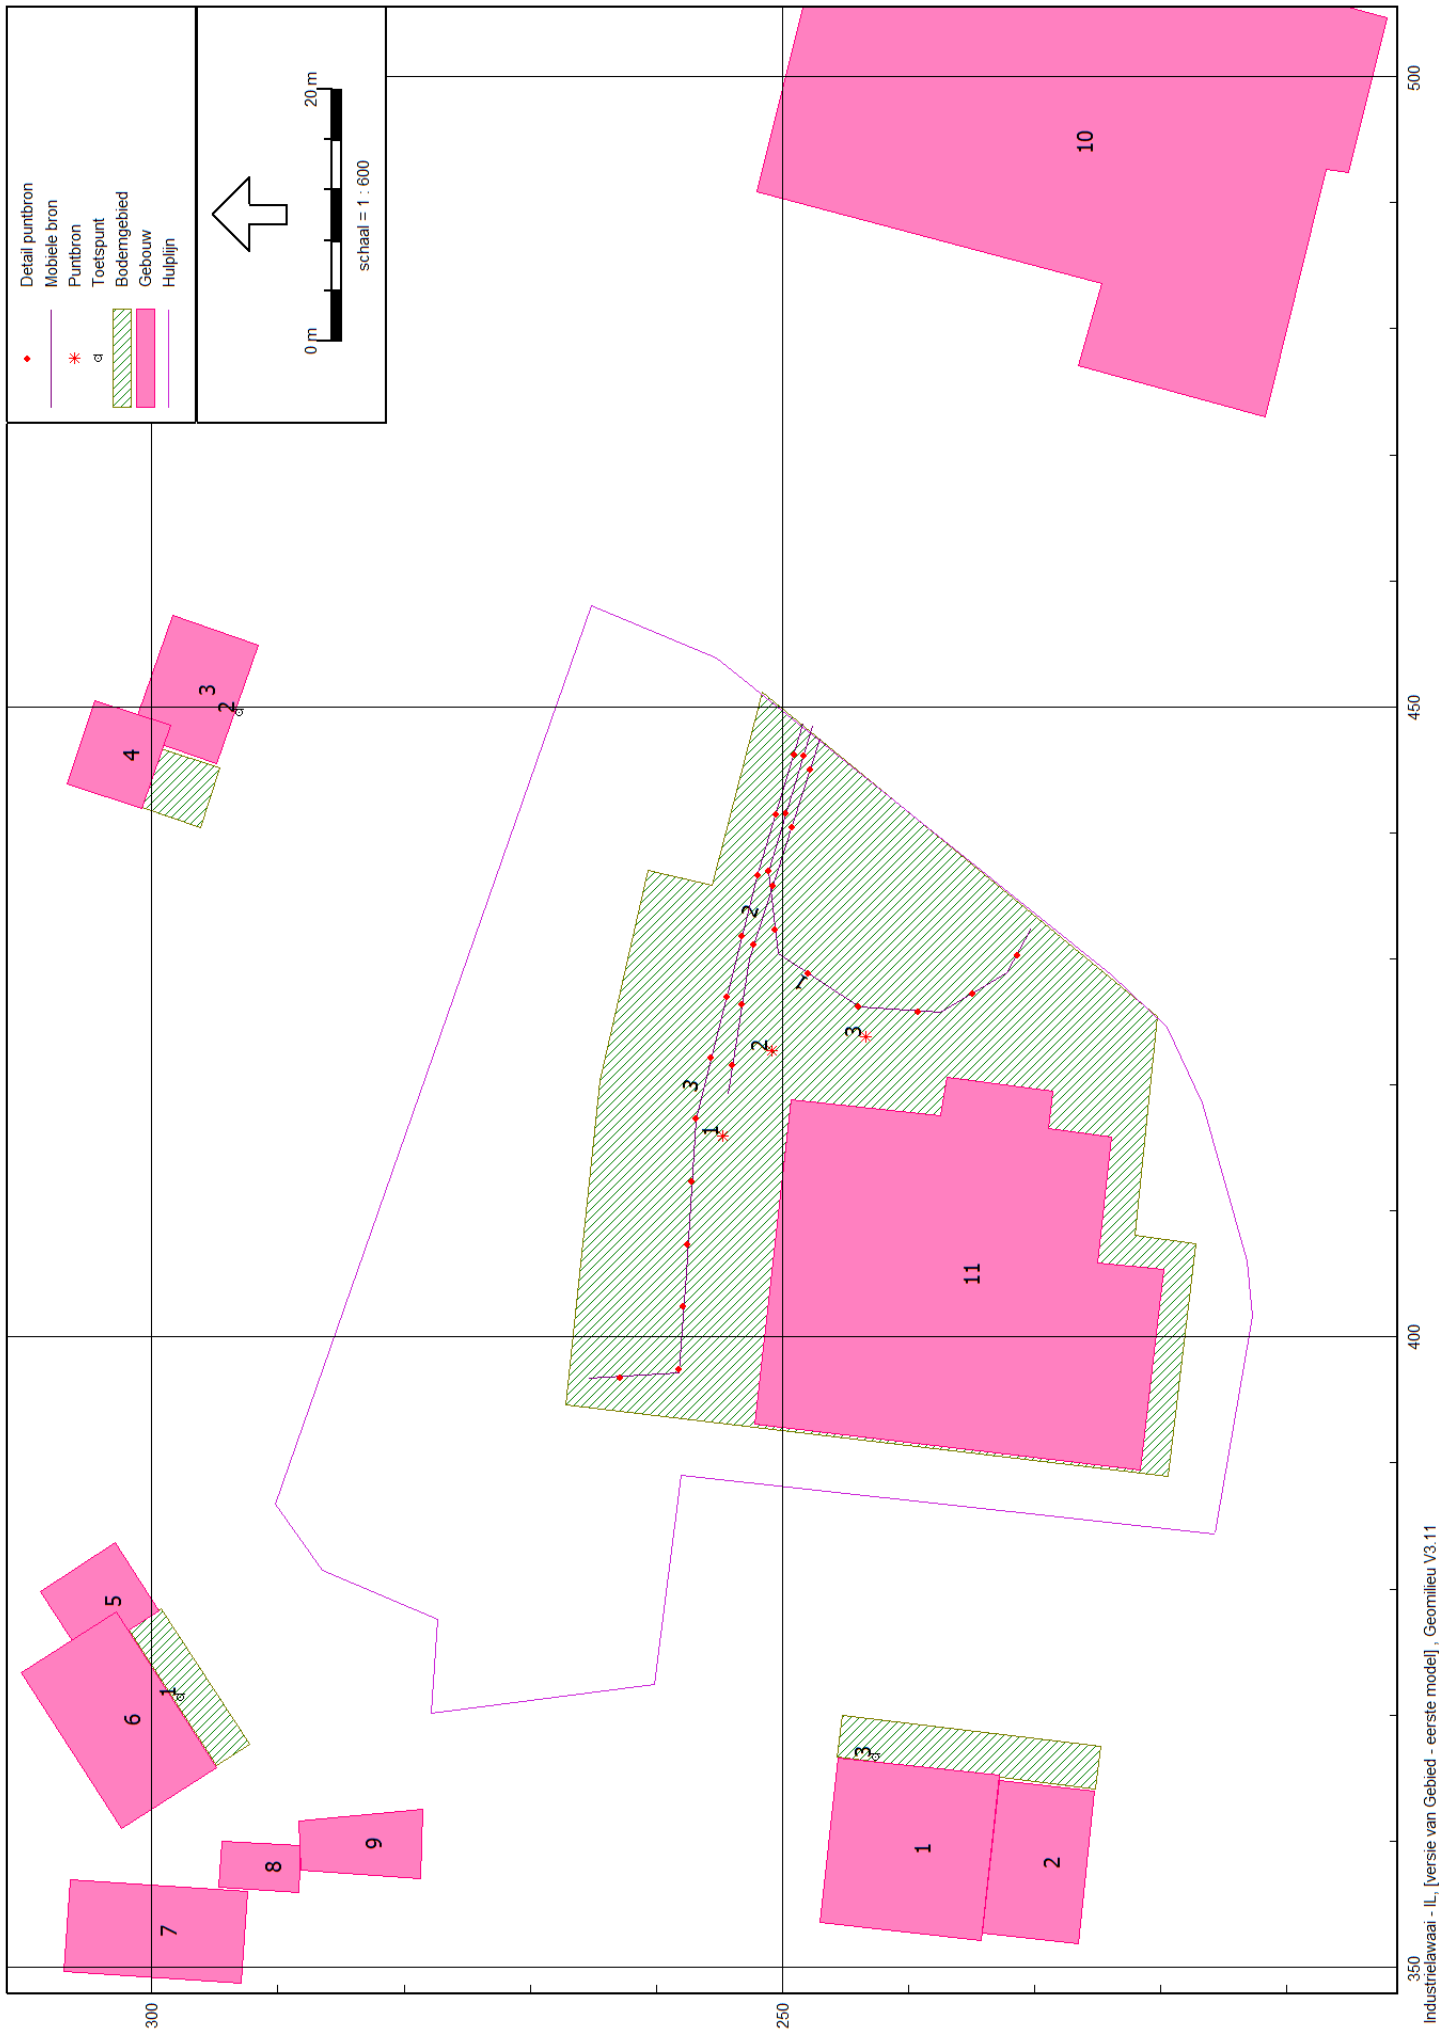 Detail puntbron
Mobiele bron
Puntbron
Toetspunt
Bodemgebied
Gebouw
Hulplijn
0 m
20 m
schaal = 1 : 600
300
250
350
400
450
500
7
8
9
6
1
5
4
3
2
1
2
3
10
11
1
2
3
1
2
3
Industrielawaai - IL, [versie van Gebied - eerste model] , Geomilieu V3.11